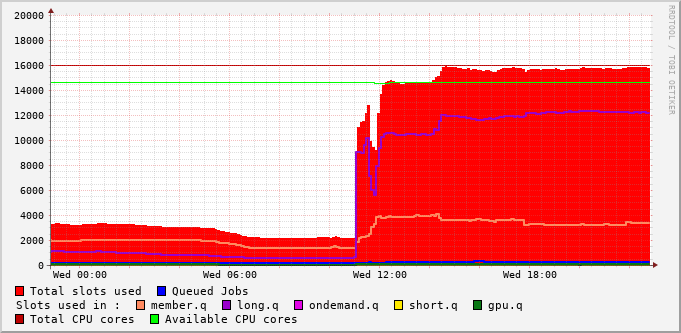 RRDTOOL / TOBI OETIKER
20000
18000
16000
14000
12000
10000
8000
6000
4000
2000
0
Wed 00:00 Wed 06:00 Wed 12:00 Wed 18:00
Total slots used Queued Jobs
Slots used in : member.q long.q ondemand.q short.q gpu.q
Total CPU cores Available CPU cores